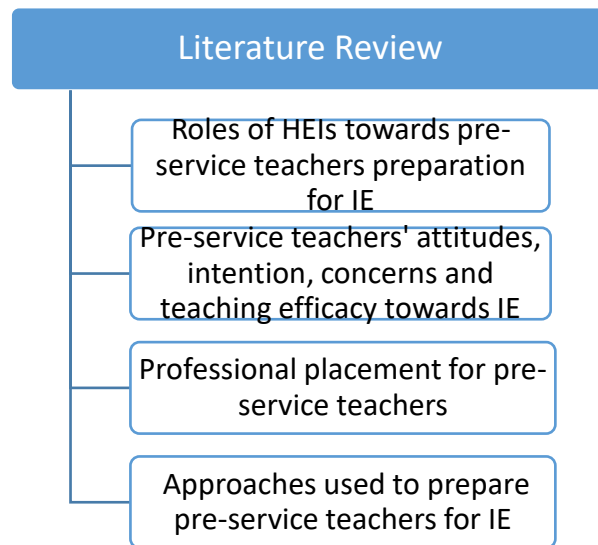 Literature Review
Roles of HEIs towards pre-
service teachers preparation
for IE
Pre-service teachers' attitudes,
intention, concerns and
teaching efficacy towards IE
Professional placement for pre-
service teachers
Approaches used to prepare
pre-service teachers for IE